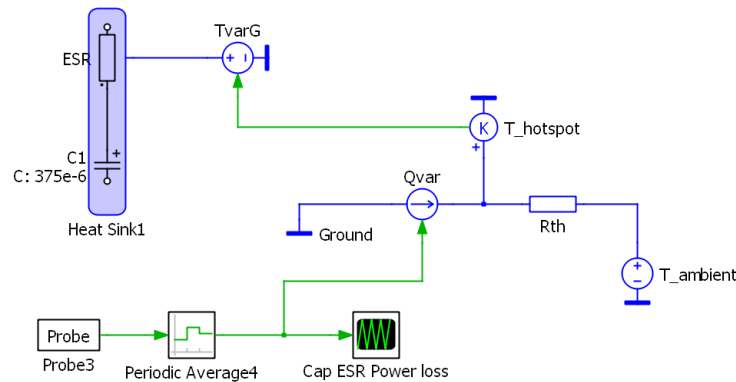 TvarG
ESR
K
T_hotspot
C1
C: 375e-6
Qvar
Heat Sink1
Ground
Rth
T_ambient
Probe
Probe3
Periodic Average4
Cap ESR Power loss